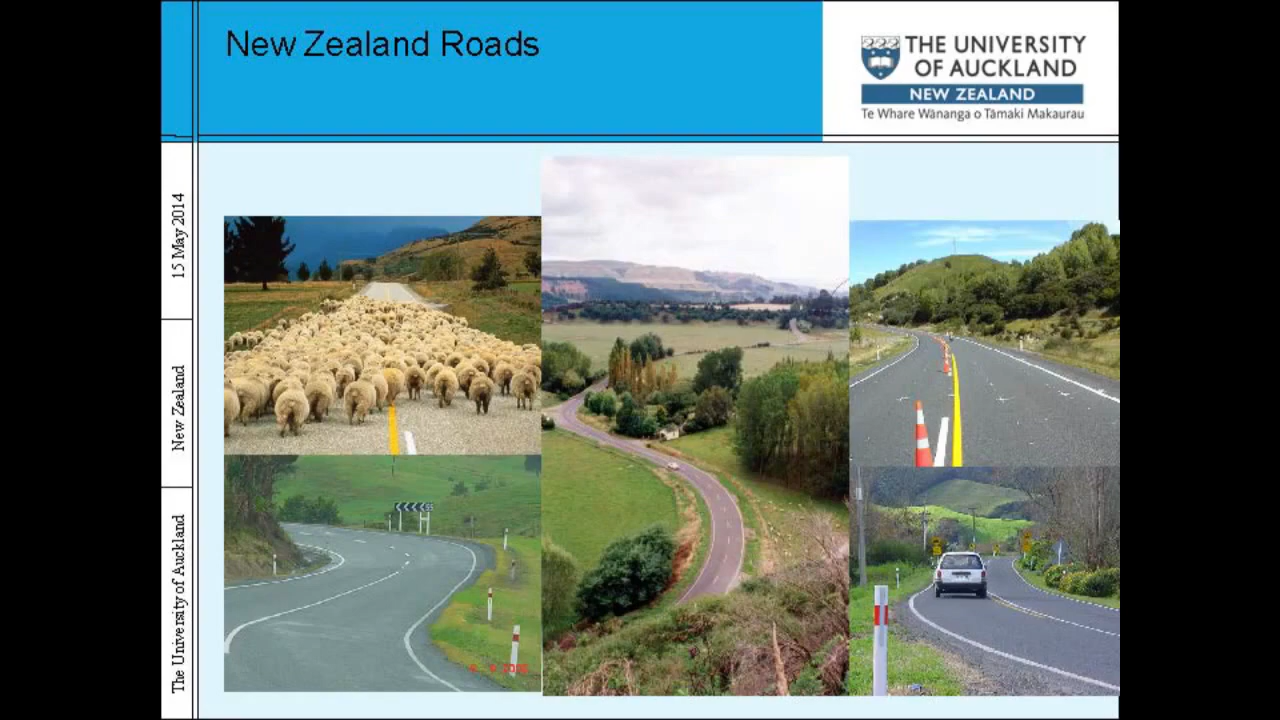 New Zealand Roads
THE UNIVERSITY
OF AUCKLAND
NEW ZEALAND
Te Whare Wānanga o Tāmaki Makaurau
15 May 2014
New Zealand
The University of Auckland